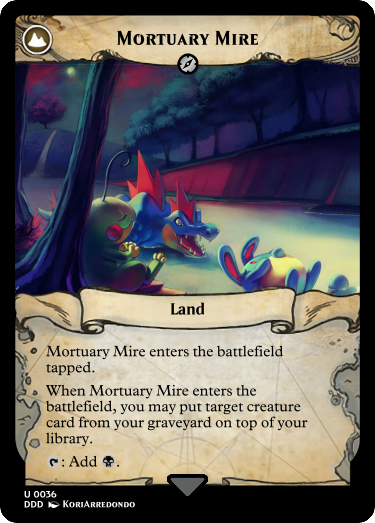 Mortuary Mire
Land
Mortuary Mire enters the battlefield
tapped.
When Mortuary Mire enters the
battlefield, you may put target creature
card from your graveyard on top of your
library.
: Add .
U 0036
DDD KoriArredondo